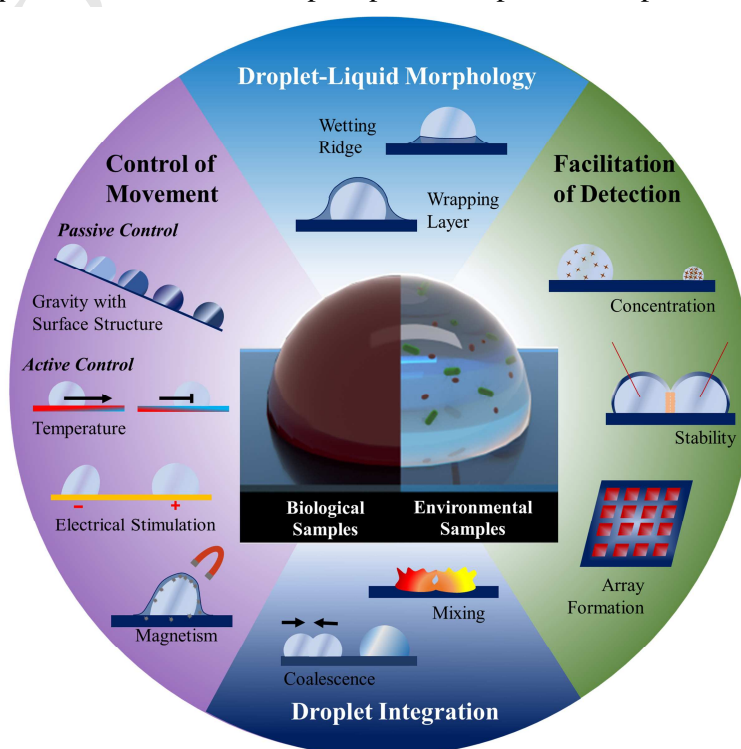 Droplet-Liquid Morphology
Wetting
Ridge
Wrapping
Layer
Control of
Movement
Passive Control
Gravity with
Surface Structure
Active Control
Temperature
−
+
Electrical Stimulation
Magnetism
Facilitation
of Detection
Concentration
Stability
Array
Formation
Biological
Samples
Environmental
Samples
Mixing
Coalescence
Droplet Integration